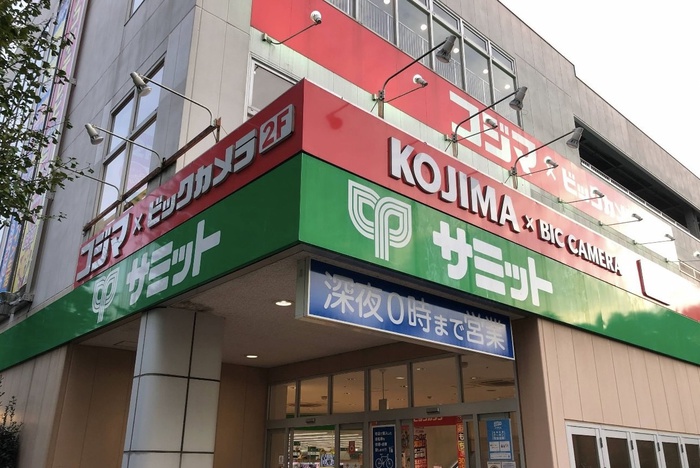 コジマ×ビックカメラ 2F
サミット
KOJIMA × BIC CAMERA
サミット
コジマ×ビックカメラ
深夜0時まで営業